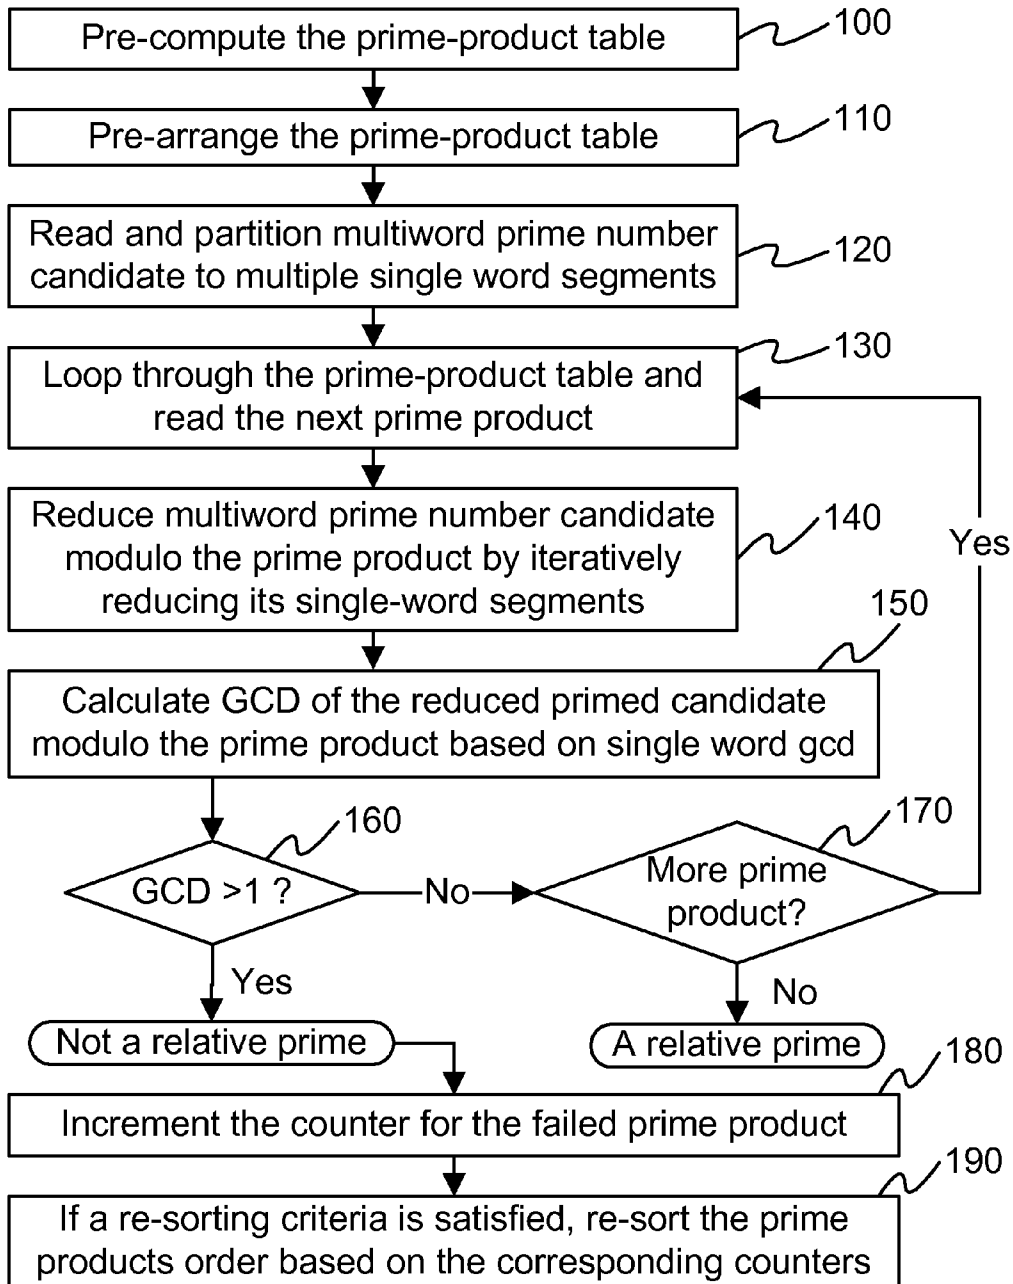 Pre-compute the prime-product table
100
Pre-arrange the prime-product table
110
Read and partition multiword prime number
candidate to multiple single word segments
120
Loop through the prime-product table and
read the next prime product
130
Reduce multiword prime number candidate
modulo the prime product by iteratively
reducing its single-word segments
140
Yes
Calculate GCD of the reduced primed candidate
modulo the prime product based on single word gcd
150
GCD >1 ?
160
No
More prime
product?
170
Yes
No
Not a relative prime
A relative prime
Increment the counter for the failed prime product
180
If a re-sorting criteria is satisfied, re-sort the prime
products order based on the corresponding counters
190